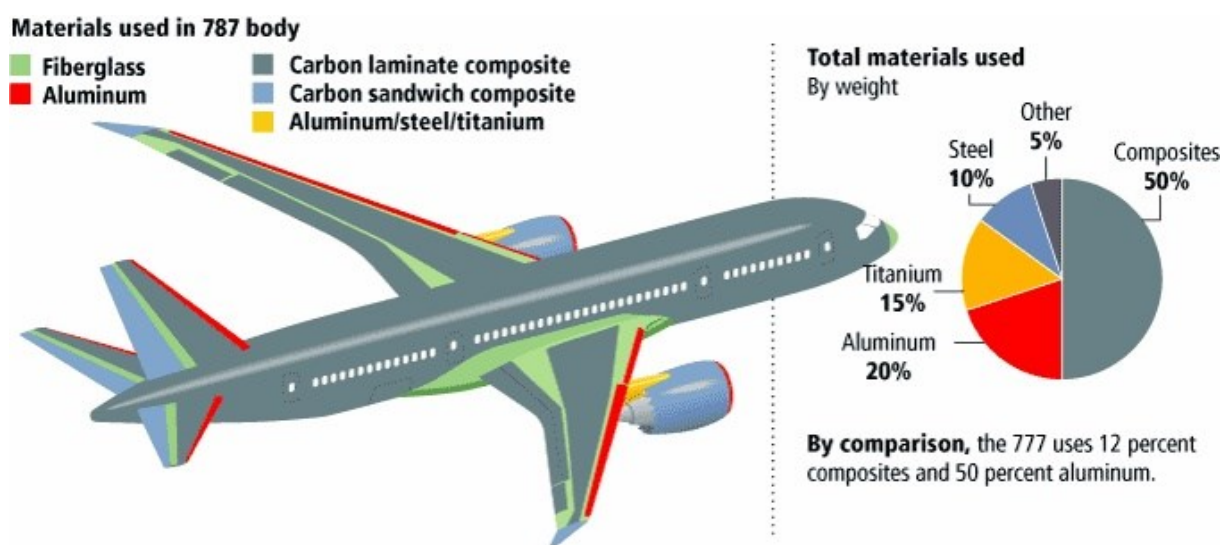 Materials used in 787 body
Fiberglass
Aluminum
Carbon laminate composite
Carbon sandwich composite
Aluminum/steel/titanium
Total materials used
By weight
Other
5%
Steel
10%
Composites
50%
Titanium
15%
Aluminum
20%
By comparison, the 777 uses 12 percent
composites and 50 percent aluminum.